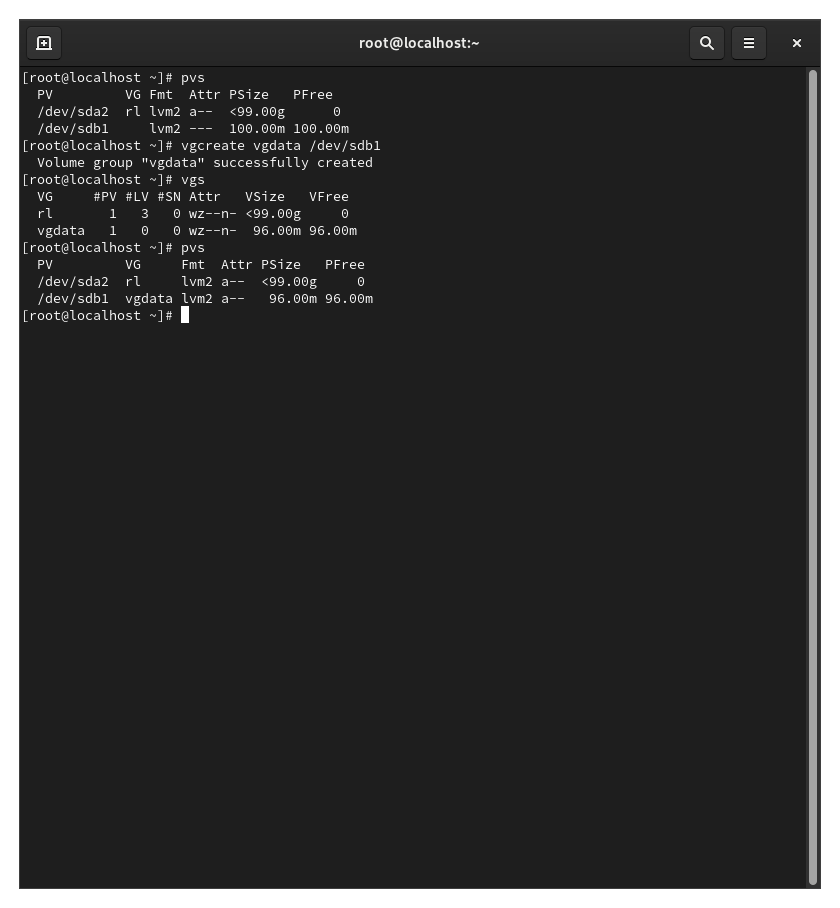 root@localhost:~
[root@localhost ~]# pvs
  PV         VG Fmt  Attr PSize   PFree
  /dev/sda2  rl lvm2 a--  <99.00g      0
  /dev/sdb1     lvm2 ---  100.00m 100.00m
[root@localhost ~]# vgcreate vgdata /dev/sdb1
  Volume group "vgdata" successfully created
[root@localhost ~]# vgs
  VG     #PV #LV #SN Attr   VSize   VFree
  rl       1   3   0 wz--n- <99.00g     0
  vgdata   1   0   0 wz--n-  96.00m 96.00m
[root@localhost ~]# pvs
  PV         VG     Fmt  Attr PSize   PFree
  /dev/sda2  rl     lvm2 a--  <99.00g     0
  /dev/sdb1  vgdata lvm2 a--   96.00m 96.00m
[root@localhost ~]#